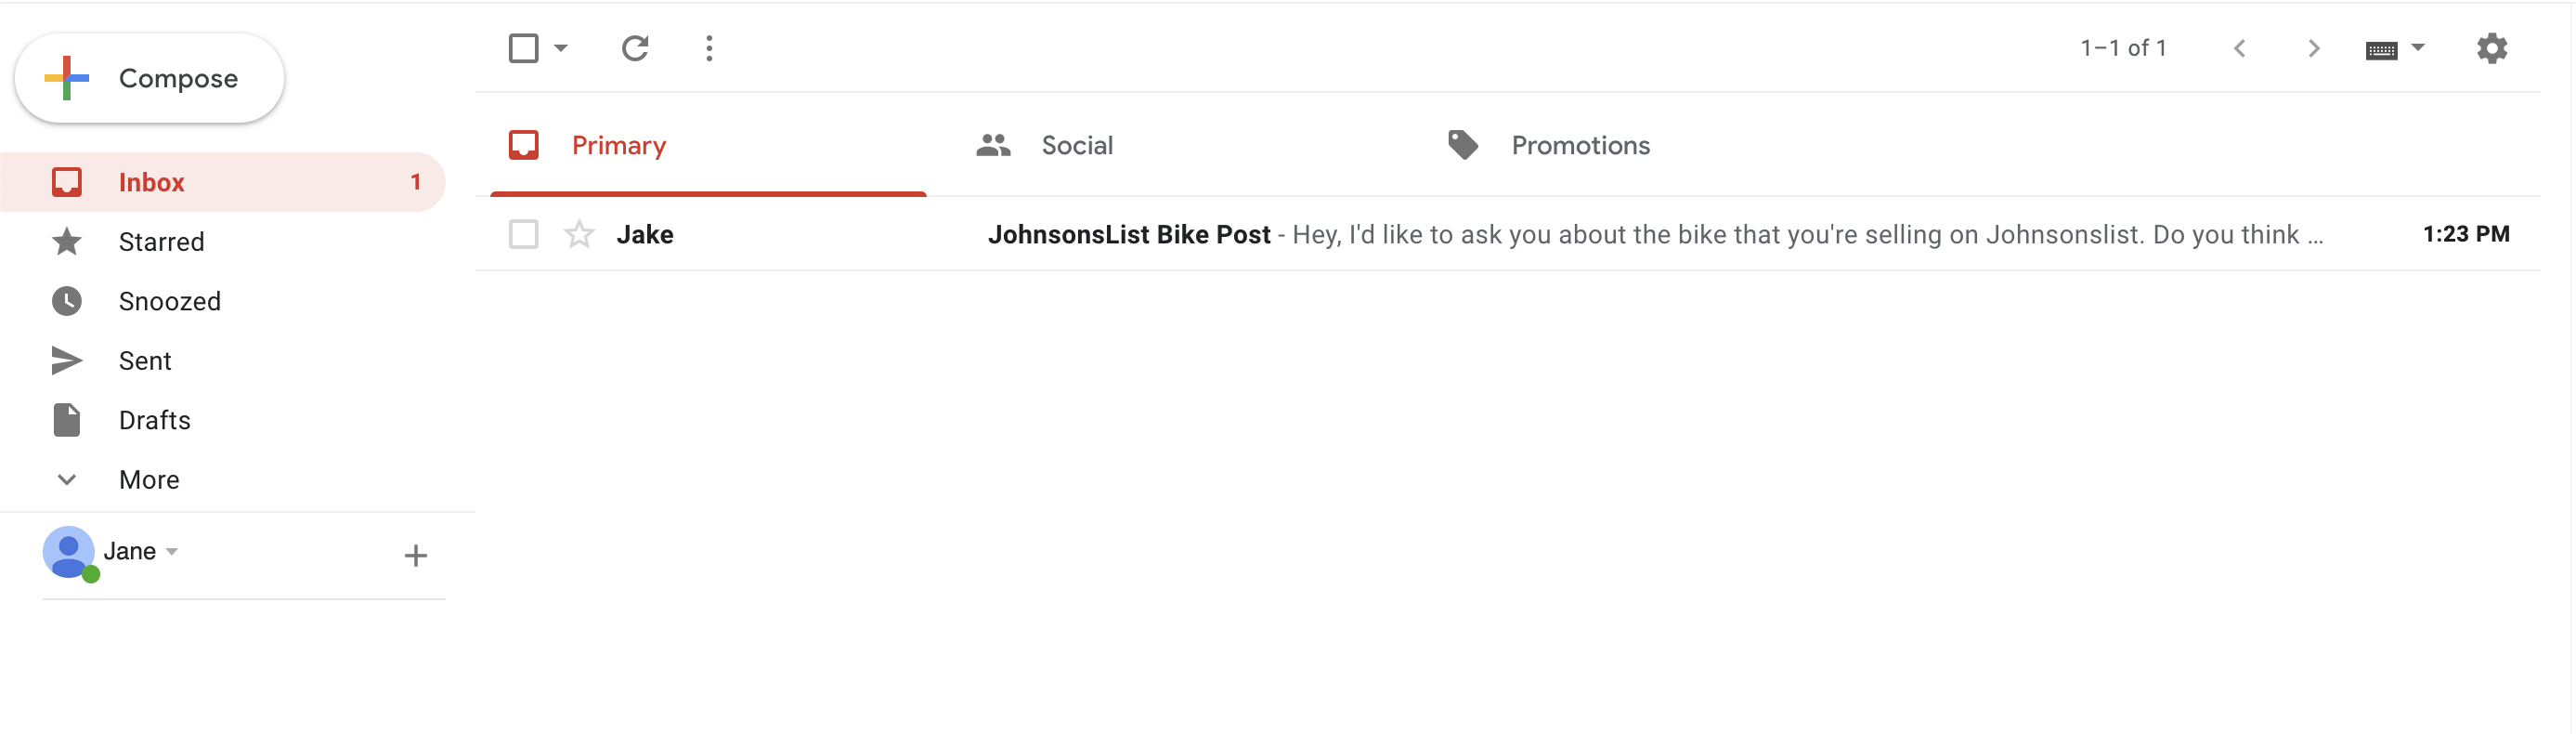 Compose
1–1 of 1
Primary
Social
Promotions
Inbox 1
Starred
Snoozed
Sent
Drafts
More
Jane
Jake JohnsonsList Bike Post - Hey, I'd like to ask you about the bike that you're selling on Johnsonslist. Do you think ... 1:23 PM